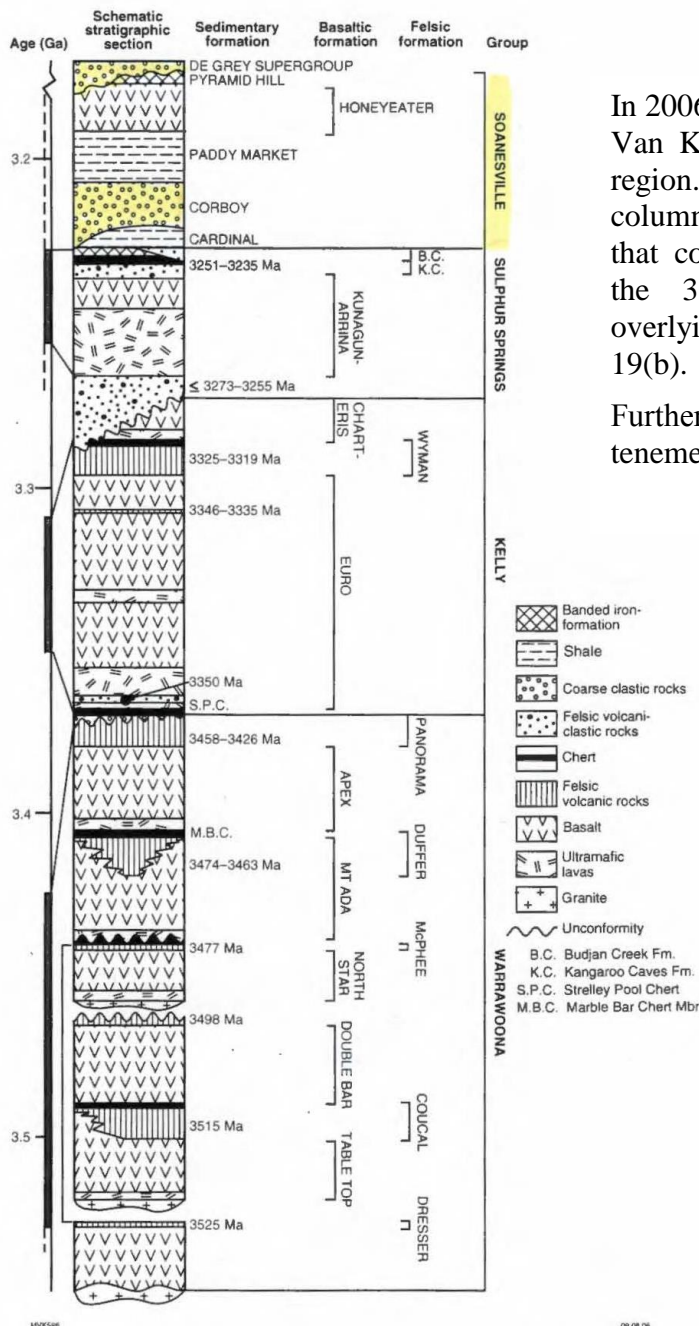 Age (Ga)
Schematic
stratigraphic
section
Sedimentary
formation
Basaltic
formation
Felsic
formation
Group
DE GREY SUPERGROUP
PYRAMID HILL
HONEYEATER
3.2
PADDY MARKET
SOANESVILLE
CORBOY
CARDINAL
3251–3235 Ma
B.C.
K.C.
SULPHUR SPRINGS
KUNAGUN-
ARRINA
≤ 3273–3255 Ma
CHART-
ERIS
WYMAN
3325–3319 Ma
3.3
3346–3335 Ma
EURO
KELLY
3350 Ma
S.P.C.
3458–3426 Ma
PANORAMA
APEX
3.4
M.B.C.
DUFFER
3474–3463 Ma
MT ADA
McPHEE
3477 Ma
NORTH
STAR
WARRAWOONA
3498 Ma
DOUBLE BAR
3.5
3515 Ma
COUCAL
TABLE TOP
3525 Ma
DRESSER
Banded iron-
formation
Shale
Coarse clastic rocks
Felsic volcani-
clastic rocks
Chert
Felsic
volcanic rocks
Basalt
Ultramafic
lavas
Granite
Unconformity
B.C. Budjan Creek Fm.
K.C. Kangaroo Caves Fm.
S.P.C. Strelley Pool Chert
M.B.C. Marble Bar Chert Mbr
In 2006
Van K
region.
column
that co
the 3
overlyi
19(b).
Further
teneme